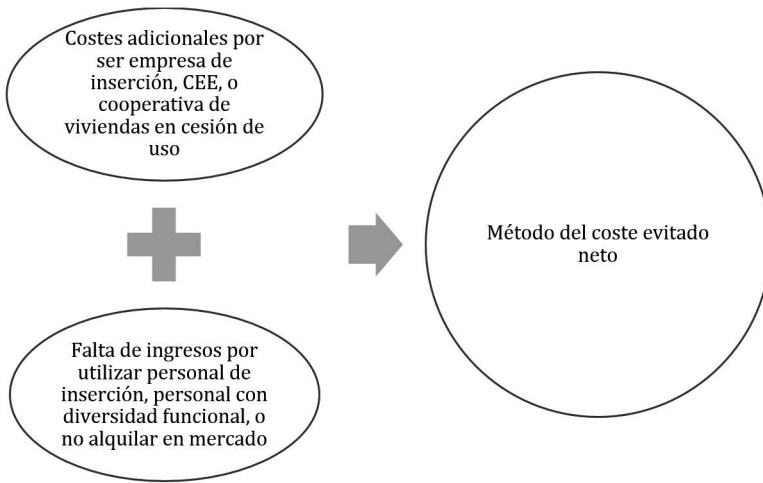 Costes adicionales por
ser empresa de
inserción, CEE, o
cooperativa de
viviendas en cesión de
uso
Falta de ingresos por
utilizar personal de
inserción, personal con
diversidad funcional, o
no alquilar en mercado
Método del coste evitado
neto